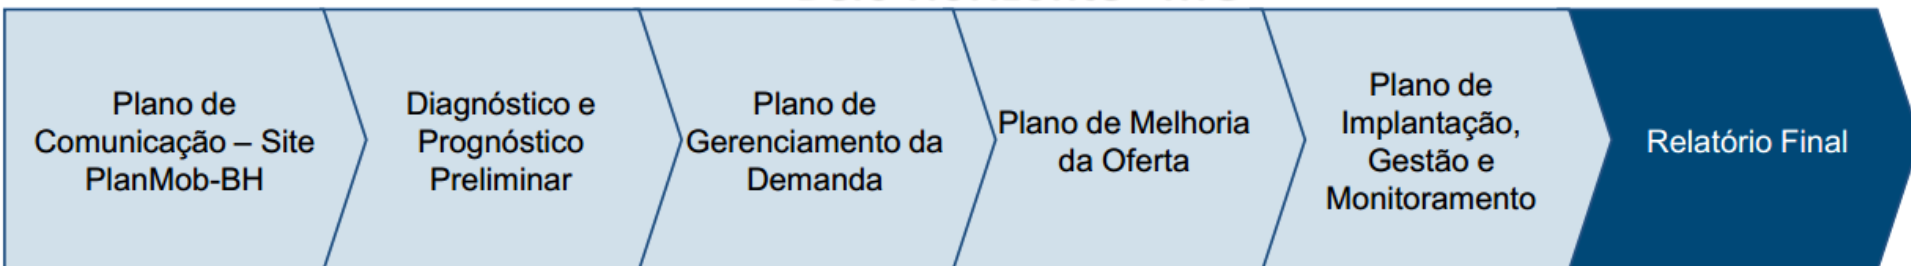 Plano de
Comunicação – Site
PlanMob-BH
Diagnóstico e
Prognóstico
Preliminar
Plano de
Gerenciamento da
Demanda
Plano de Melhoria
da Oferta
Plano de
Implantação,
Gestão e
Monitoramento
Relatório Final